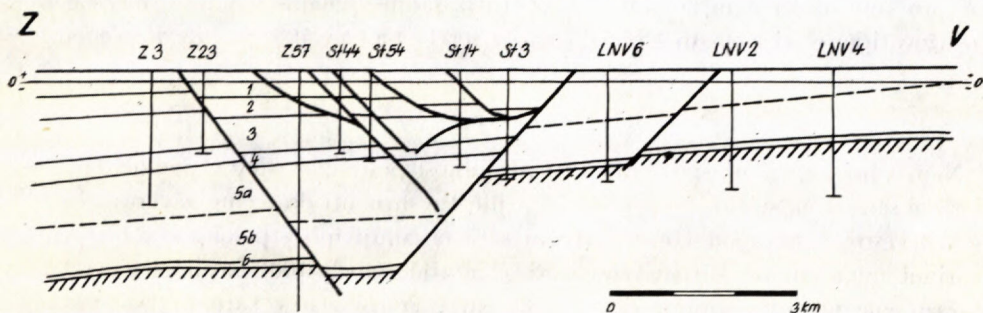 Z V
Z3 Z23 Z57 St44 St54 St14 St3 LNV6 LNV2 LNV4
0 0
1
2
3
4
5a
5b
6
0 3km